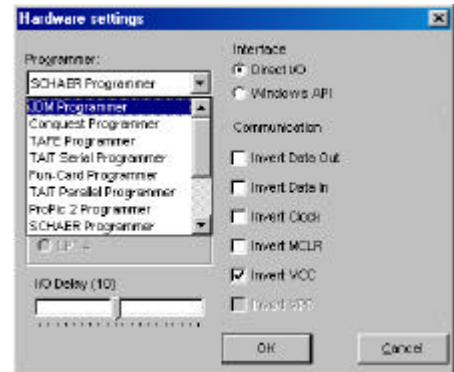 Hardware settings
Programmer:
SCHAER Programmer
JDM Programmer
Conquest Programmer
TAFE Programmer
TAIT Serial Programmer
Fun-Card Programmer
TAIT Parallel Programmer
ProPic 2 Programmer
SCHAER Programmer
I/O Delay (10)
Interface
Direct I/O
Windows API
Communication
Invert Data Out
Invert Data In
Invert Clock
Invert MCLR
Invert VCC
Invert VPP
OK
Cancel